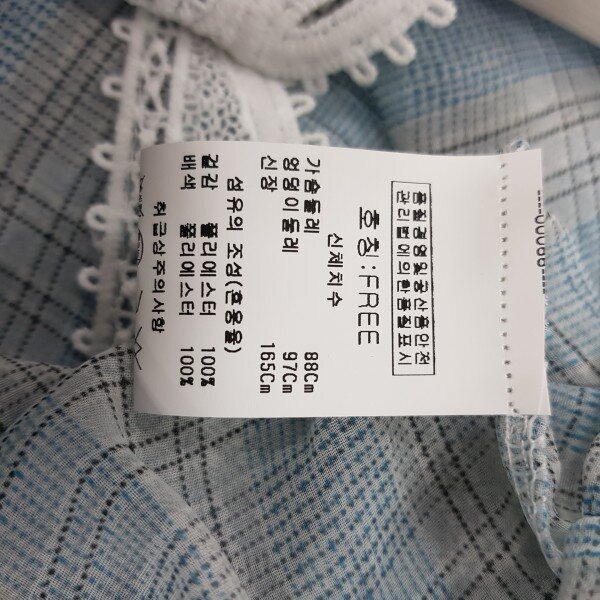 품질경영및공산품안전
관리법에의한품질표시
호칭:FREE
신체치수
가슴둘레 88Cm
엉덩이둘레 97Cm
신장 165Cm
섬유의 조성(혼용율)
겉감 폴리에스터 100%
배색 폴리에스터 100%
취급상주의사항